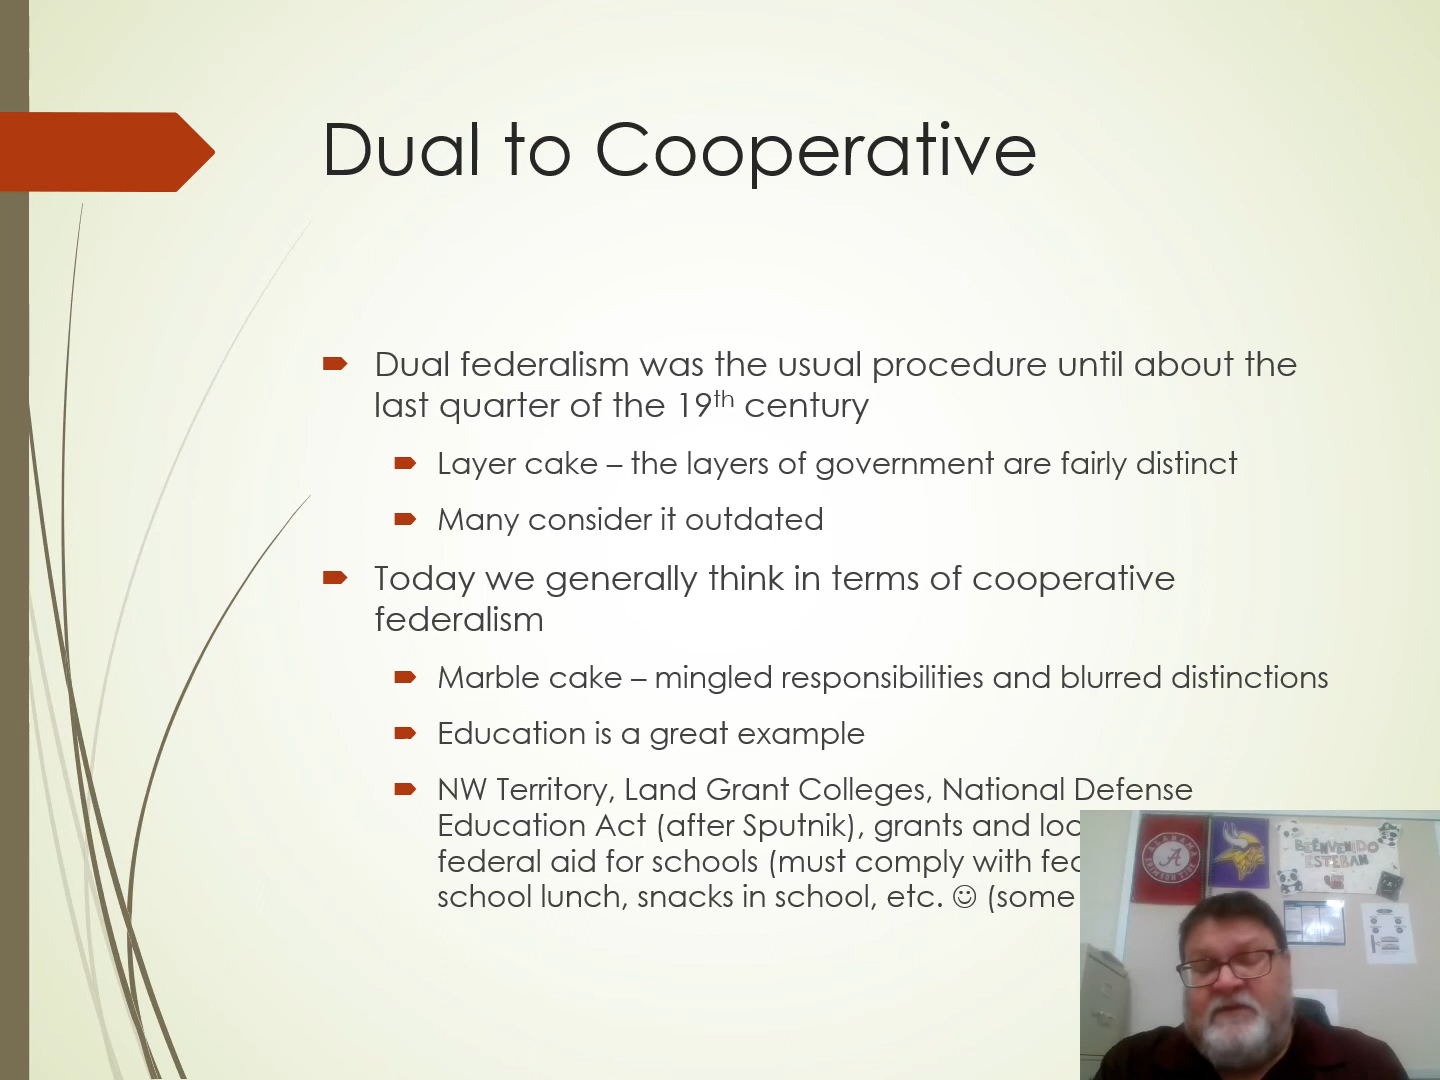 Dual to Cooperative
Dual federalism was the usual procedure until about the
last quarter of the 19th century
Layer cake – the layers of government are fairly distinct
Many consider it outdated
Today we generally think in terms of cooperative
federalism
Marble cake – mingled responsibilities and blurred distinctions
Education is a great example
NW Territory, Land Grant Colleges, National Defense
Education Act (after Sputnik), grants and
federal aid for schools (must comply with
school lunch, snacks in school, etc. ☺ (some
ALABAMA
A
CRIMSON TIDE
BIENVENIDO
ESTEBAN